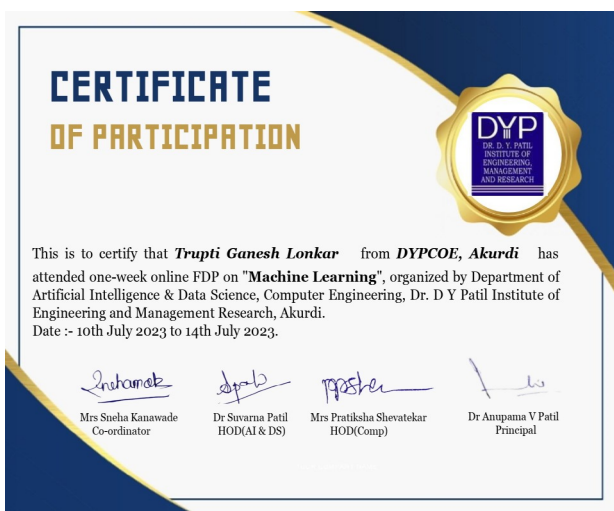 CERTIFICATE
OF PARTICIPATION
DYP
DR. D. Y. PATIL
INSTITUTE OF
ENGINEERING,
MANAGEMENT
AND RESEARCH
This is to certify that Trupti Ganesh Lonkar from DYPCOE, Akurdi has
attended one-week online FDP on "Machine Learning", organized by Department of
Artificial Intelligence & Data Science, Computer Engineering, Dr. D Y Patil Institute of
Engineering and Management Research, Akurdi.
Date :- 10th July 2023 to 14th July 2023.
Mrs Sneha Kanawade Dr Suvarna Patil Mrs Pratiksha Shevatekar Dr Anupama V Patil
Co-ordinator HOD(AI & DS) HOD(Comp) Principal